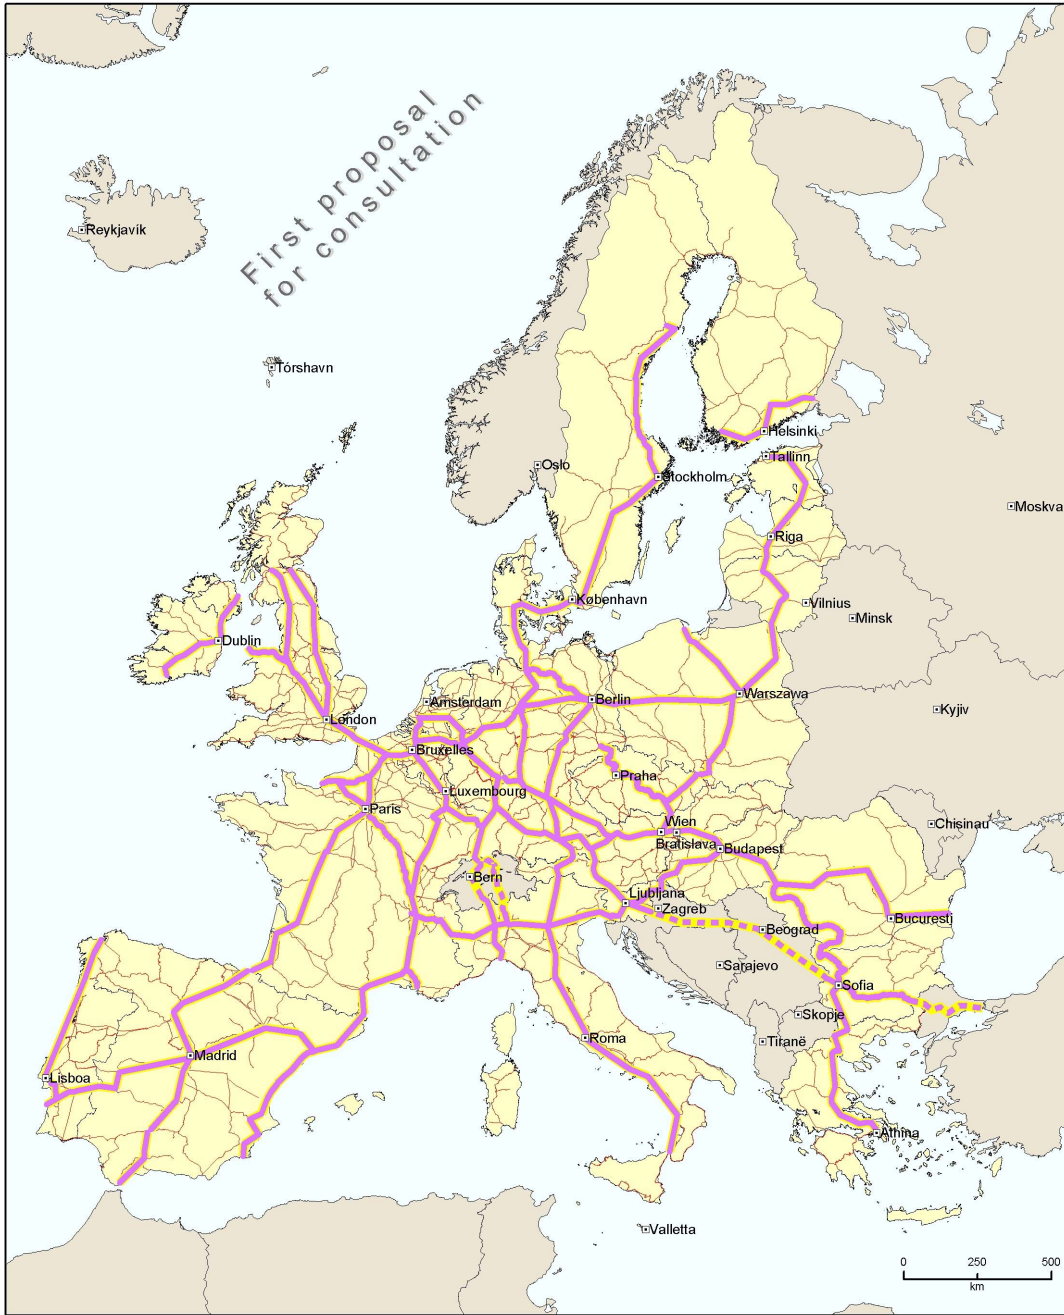 First proposal
for consultation
Reykjavík
Tórshavn
Helsinki
Tallinn
Oslo
Stockholm
Moskva
Riga
København
Vilnius
Minsk
Dublin
Berlin
Warszawa
Amsterdam
Kyjiv
London
Bruxelles
Praha
Luxembourg
Paris
Wien
Chisinau
Bratislava
Budapest
Bern
Ljubljana
Zagreb
Bucuresti
Beograd
Sarajevo
Sofia
Skopje
Roma
Tiranë
Madrid
Lisboa
Athina
Valletta
0 250 500
km